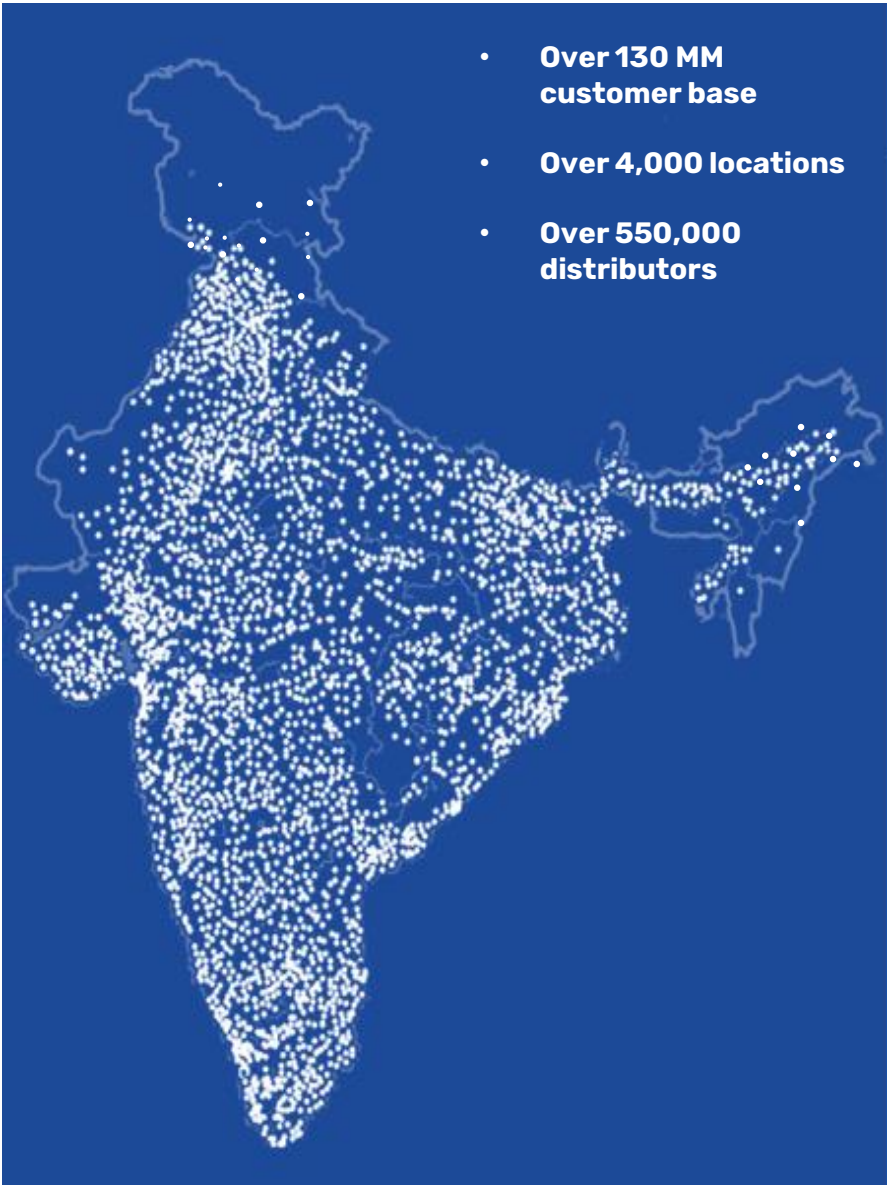 • Over 130 MM
customer base
• Over 4,000 locations
• Over 550,000
distributors